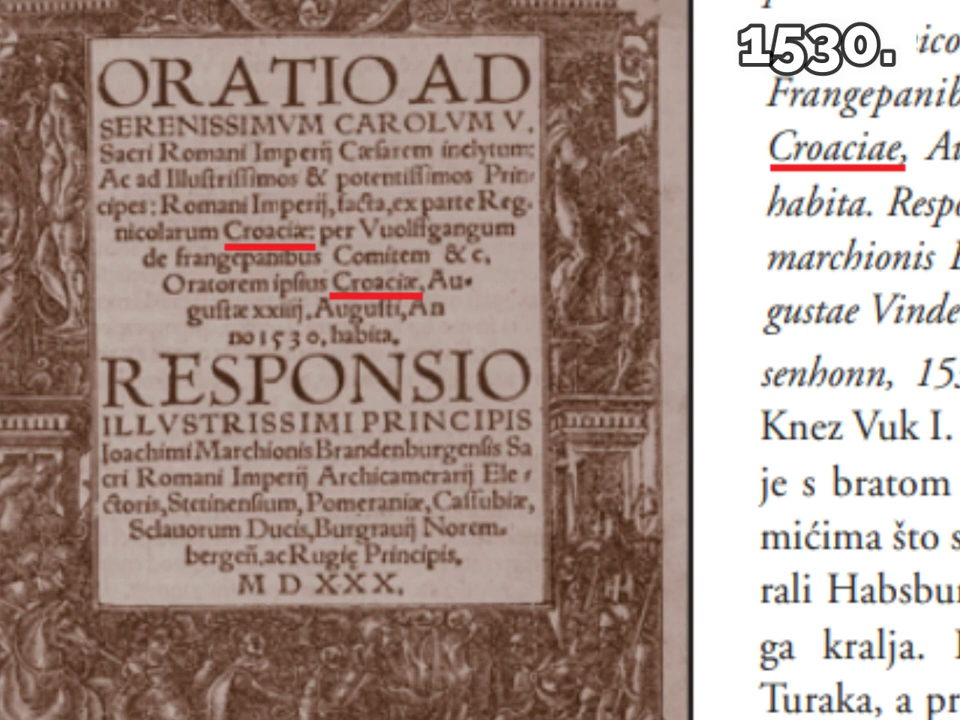 ORATIO AD
SERENISSIMVM CAROLVM V.
Sacri Romani Imperij Cæsarem inclytum:
Ac ad Illuſtriſſimos & potentiſſimos Prin-
cipes: Romani Imperij, facta, ex parte Reg-
nicolarum Croaciæ: per Vuolffgangum
de frangepanibus Comitem &c.
Oratorem ipſius Croaciæ, Au-
guſtæ xxiiij. Auguſti, An
no 1530. habita.
RESPONSIO
ILLVSTRISSIMI PRINCIPIS
Ioachimi Marchionis Brandenburgenſis Sa
cri Romani Imperij Archicamerarij Ele-
ctoris, Stetinenſium, Pomeraniæ, Caſſubiæ,
Sclauorum Ducis, Burgrauij Norem-
bergeñ. ac Rugię Principis.
M D XXX.
1530.
Frangepanib
Croaciae, Au
habita. Respo
marchionis
gustae Vinde
senhonn, 153
Knez Vuk I.
je s bratom
mićima što s
rali Habsbur
ga kralja.
Turaka, a pr